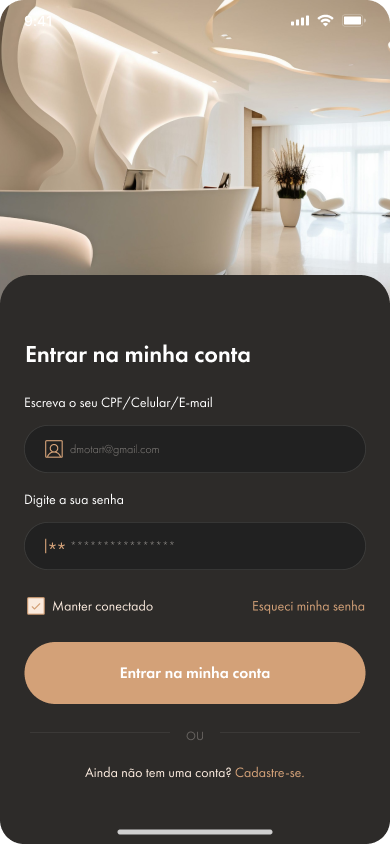 9:41
Entrar na minha conta
Escreva o seu CPF/Celular/E-mail
dmotart@gmail.com
Digite a sua senha
|** ****************
Manter conectado
Esqueci minha senha
Entrar na minha conta
OU
Ainda não tem uma conta? Cadastre-se.